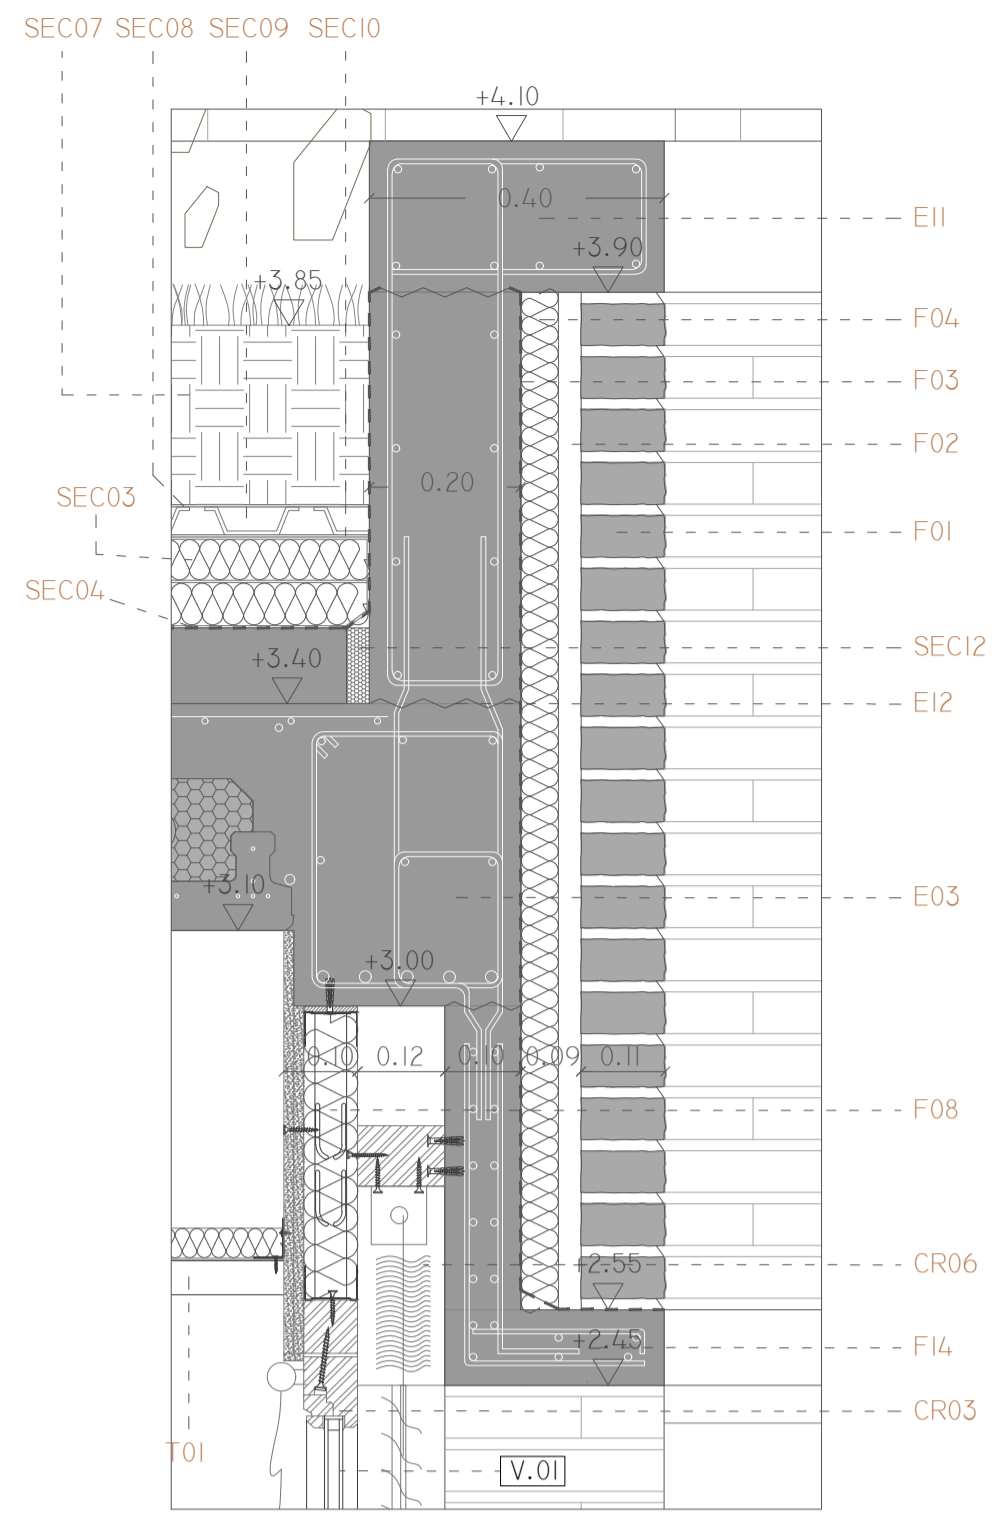 SEC07 SEC08 SEC09 SEC10
+4.10
0.40
E11
+3.90
+3.85
F04
F03
F02
0.20
SEC03
F01
SEC04
SEC12
+3.40
E12
+3.10
E03
+3.00
0.10 0.12 0.10 0.09 0.11
F08
+2.55
CR06
+2.45
F14
CR03
T01
V.01